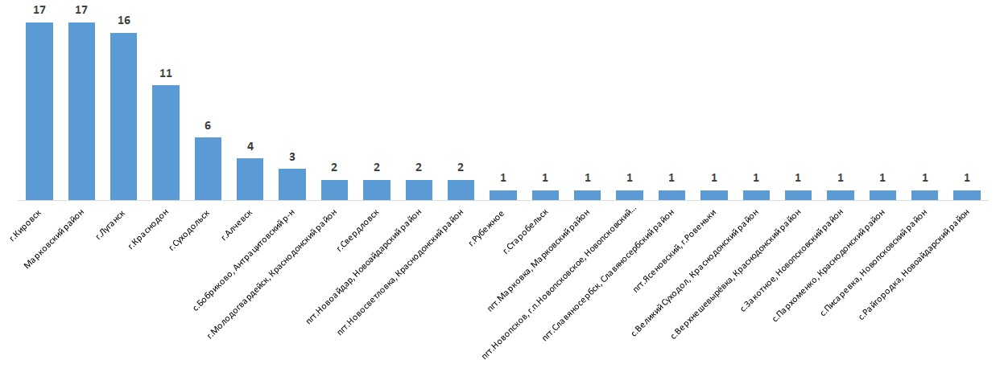 17
17
16
11
6
4
3
2
2
2
2
1
1
1
1
1
1
1
1
1
1
1
1
г.Кировск
Марковский район
г.Луганск
г.Краснодон
г.Суходольск
г.Алчевск
с.Бобриково, Антрацитовский р-н
г.Молодогвардейск, Краснодонский район
г.Свердловск
пгт.Новоайдар, Новоайдарский район
пгт.Новосветловка, Краснодонский район
г.Рубежное
г.Старобельск
пгт.Марковка, Марковский район
пгт.Новопсков, г.п.Новопсковское, Новопсковский...
пгт.Славяносербск, Славяносербский район
пгт.Ясеновский, г.Ровеньки
с.Великий Суходол, Краснодонский район
с.Верхнешевырёвка, Краснодонский район
с.Закотное, Новопсковский район
с.Пархоменко, Краснодонский район
с.Писаревка, Новопсковский район
с.Райгородка, Новоайдарский район